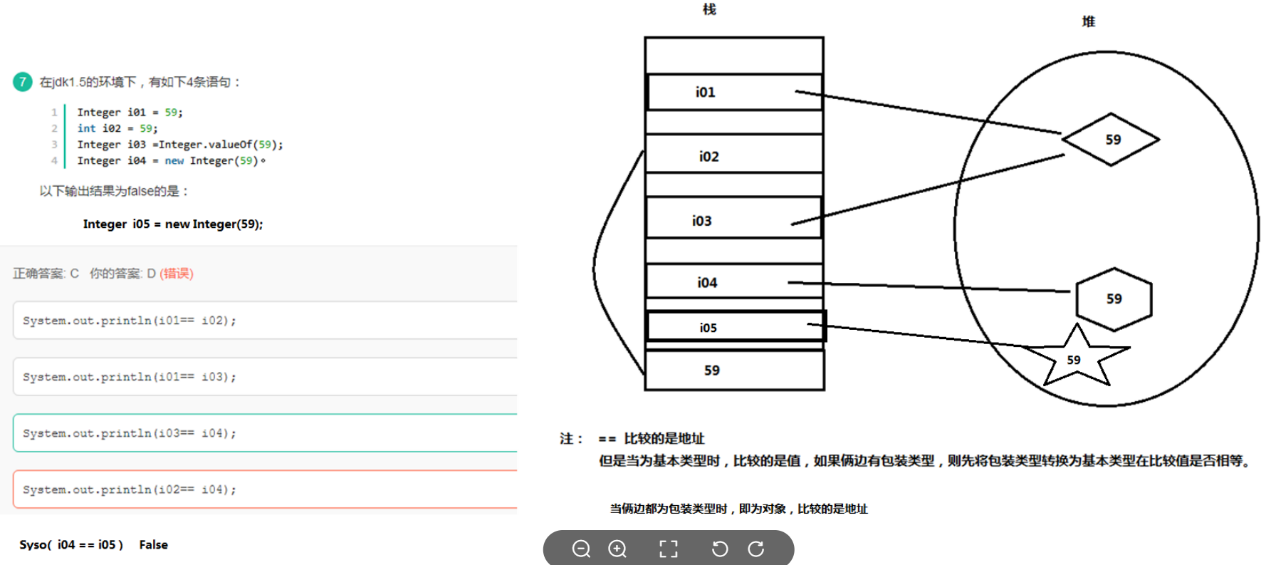 7 在jdk1.5的环境下，有如下4条语句：
1 Integer i01 = 59;
2 int i02 = 59;
3 Integer i03 =Integer.valueOf(59);
4 Integer i04 = new Integer(59)。
以下输出结果为false的是：
Integer i05 = new Integer(59);
正确答案: C 你的答案: D (错误)
System.out.println(i01== i02);
System.out.println(i01== i03);
System.out.println(i03== i04);
System.out.println(i02== i04);
Syso( i04 == i05 ) False
栈
堆
i01
i02
i03
i04
i05
59
59
59
59
注： == 比较的是地址
但是当为基本类型时，比较的是值，如果俩边有包装类型，则先将包装类型转换为基本类型在比较值是否相等。
当俩边都为包装类型时，即为对象，比较的是地址